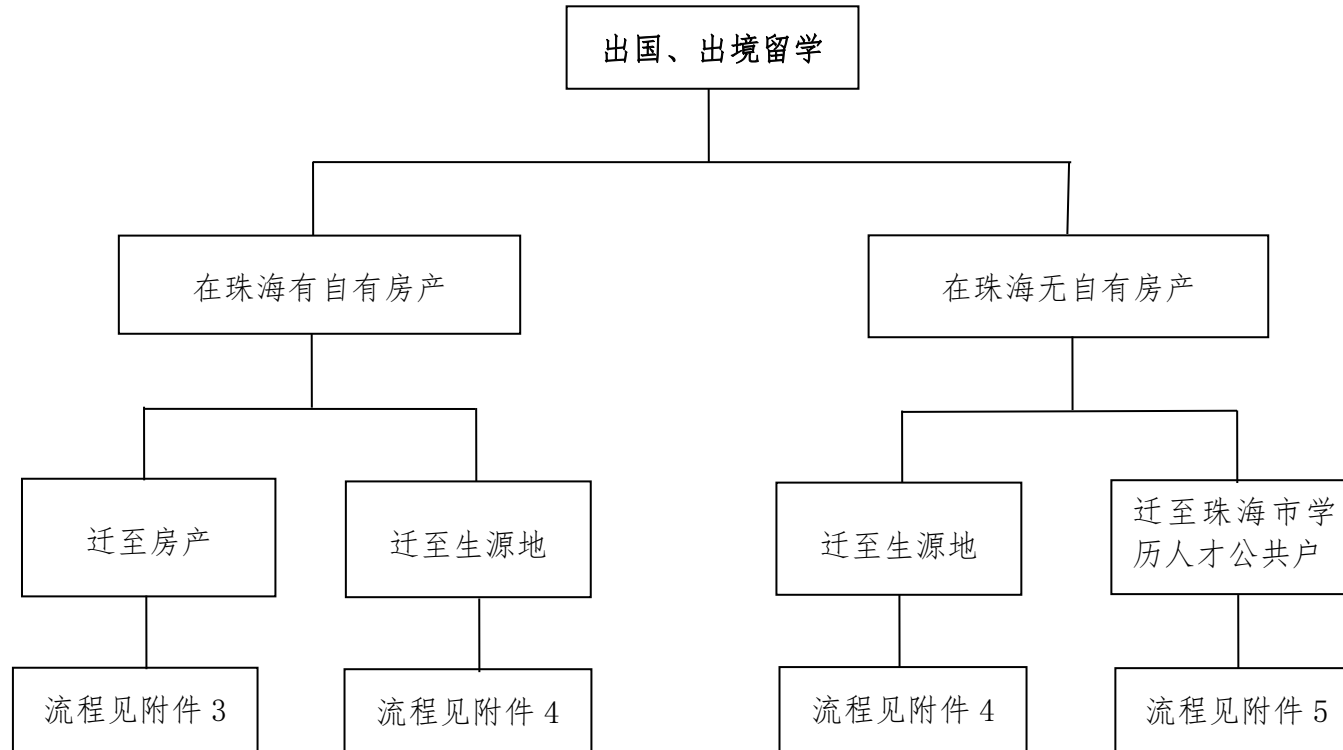 出国、出境留学
在珠海有自有房产
在珠海无自有房产
迁至房产
迁至生源地
迁至生源地
迁至珠海市学
历人才公共户
流程见附件 3
流程见附件 4
流程见附件 4
流程见附件 5